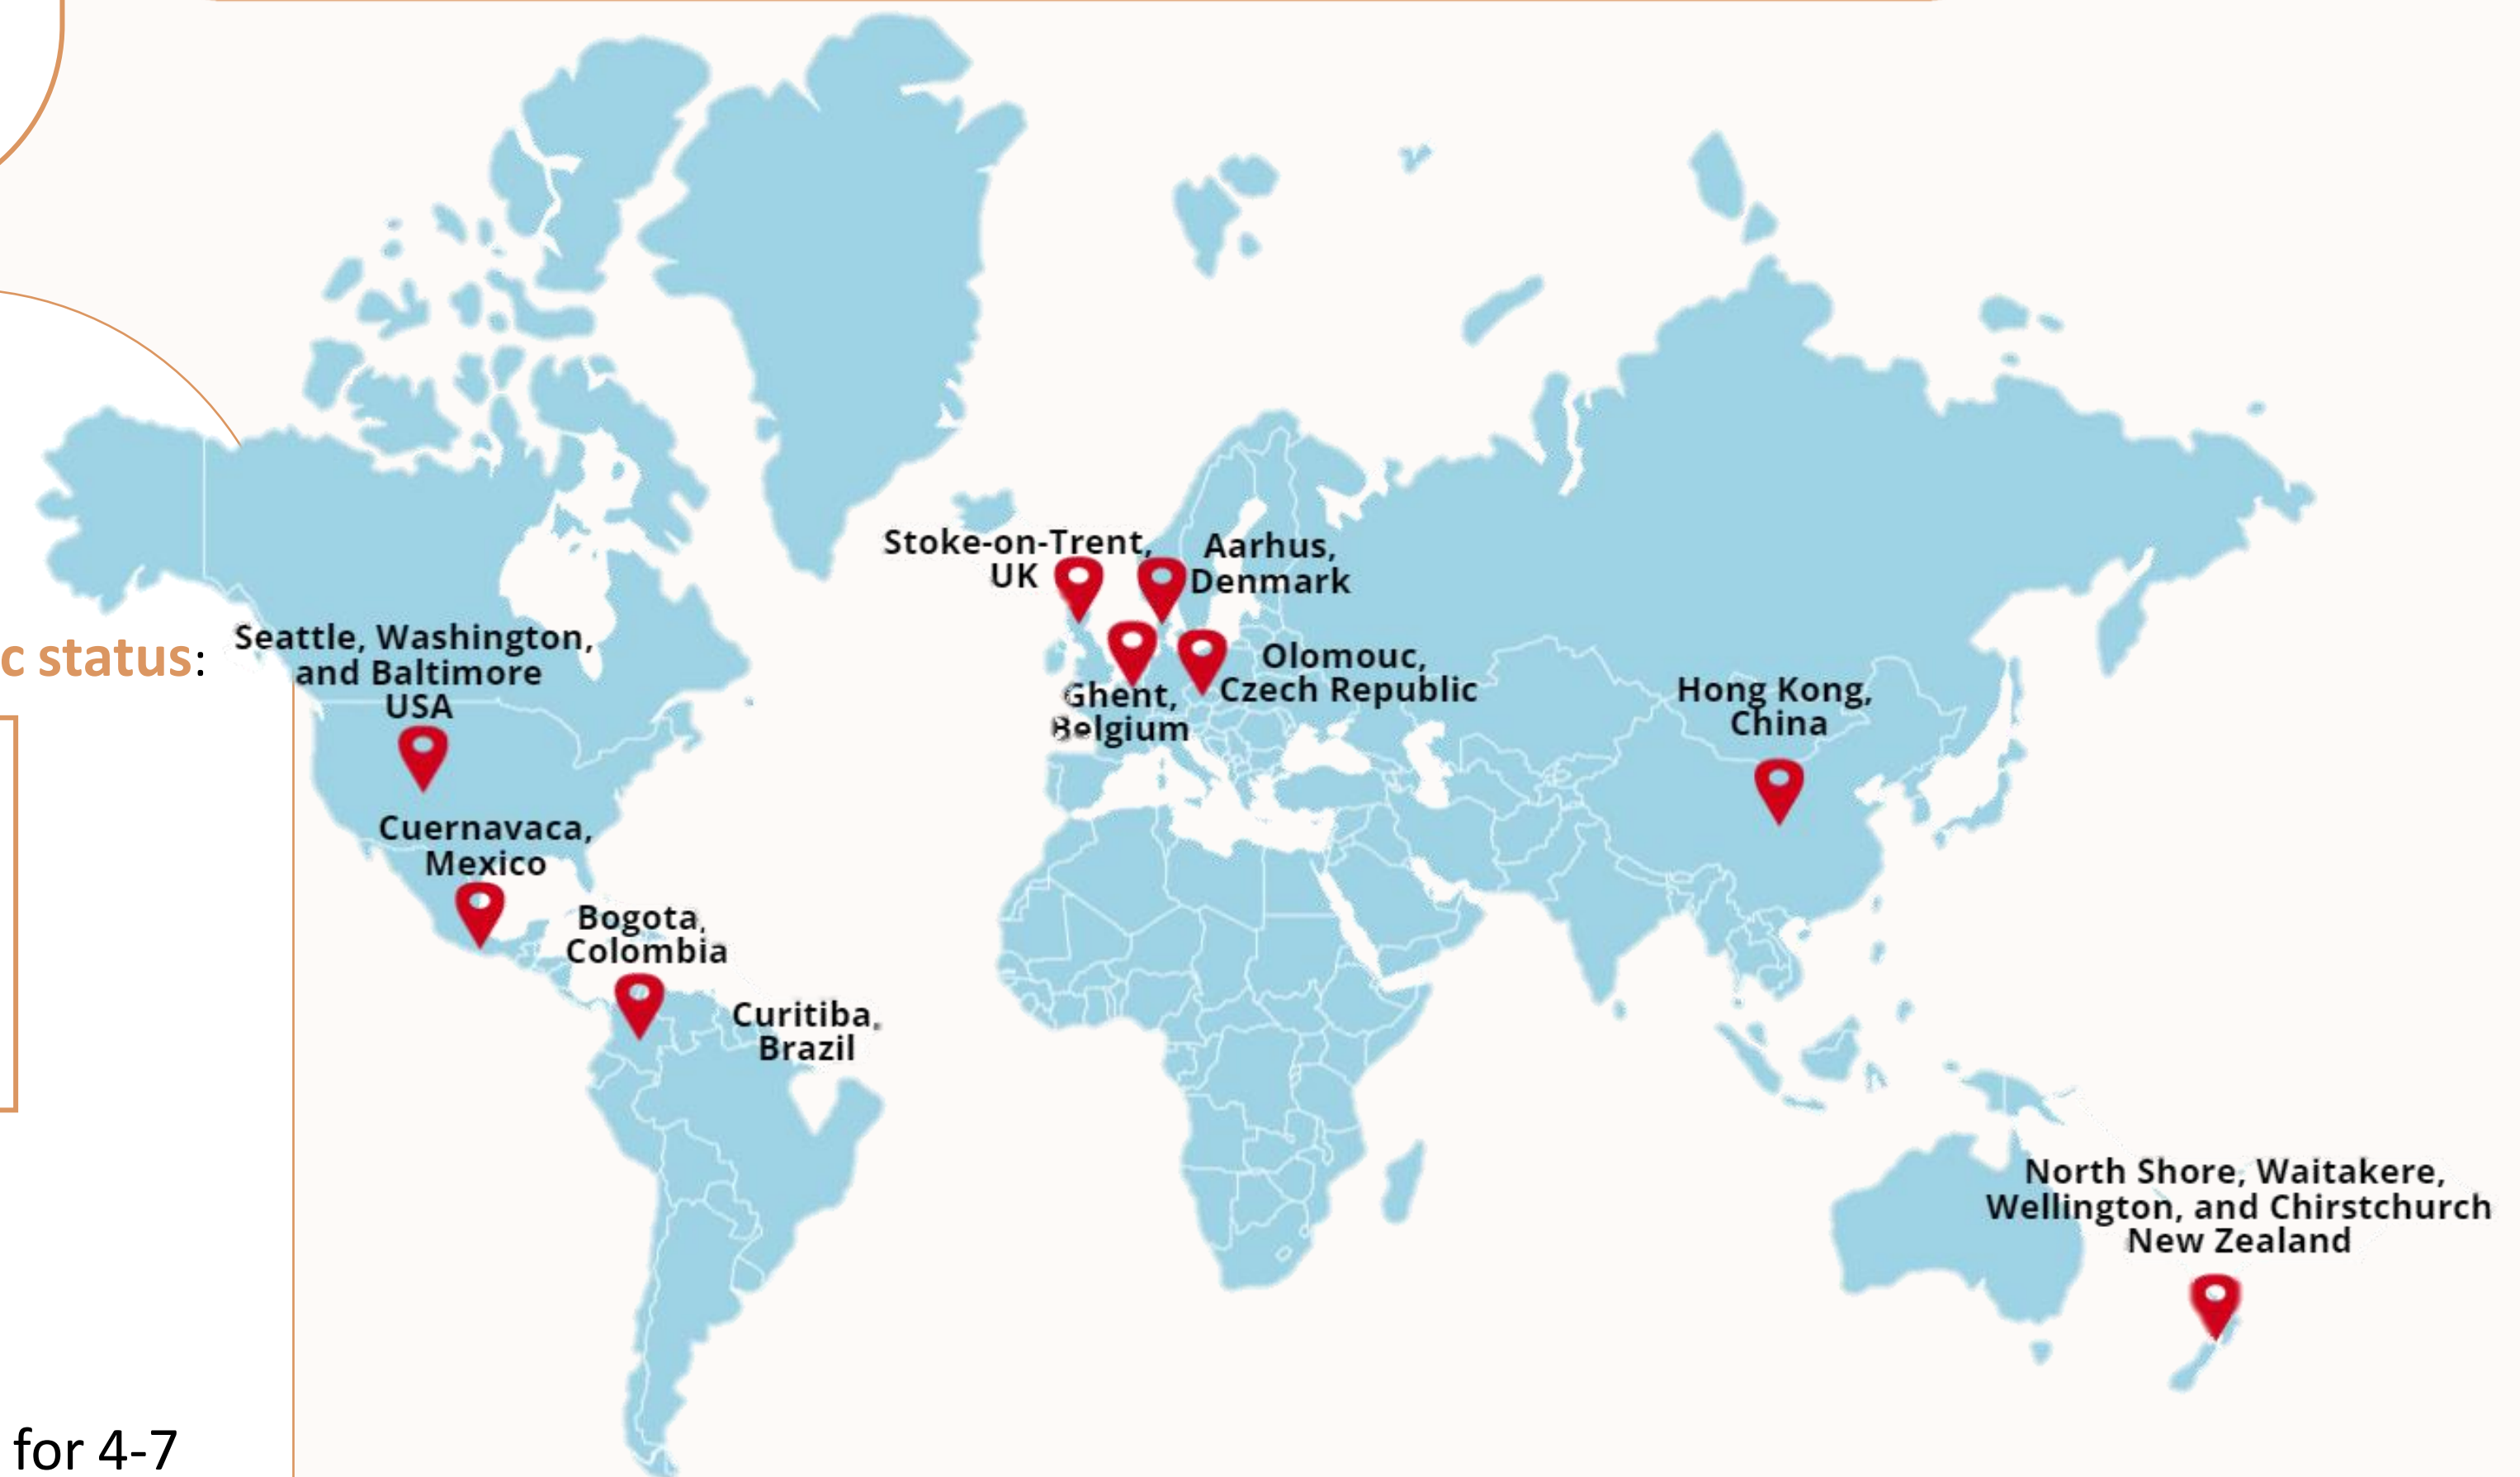 Stoke-on-Trent,
UK
Aarhus,
Denmark
c status:
Seattle, Washington,
and Baltimore
USA
Ghent,
Belgium
Olomouc,
Czech Republic
Hong Kong,
China
Cuernavaca,
Mexico
Bogota,
Colombia
Curitiba,
Brazil
North Shore, Waitakere,
Wellington, and Chirstchurch
New Zealand
for 4-7